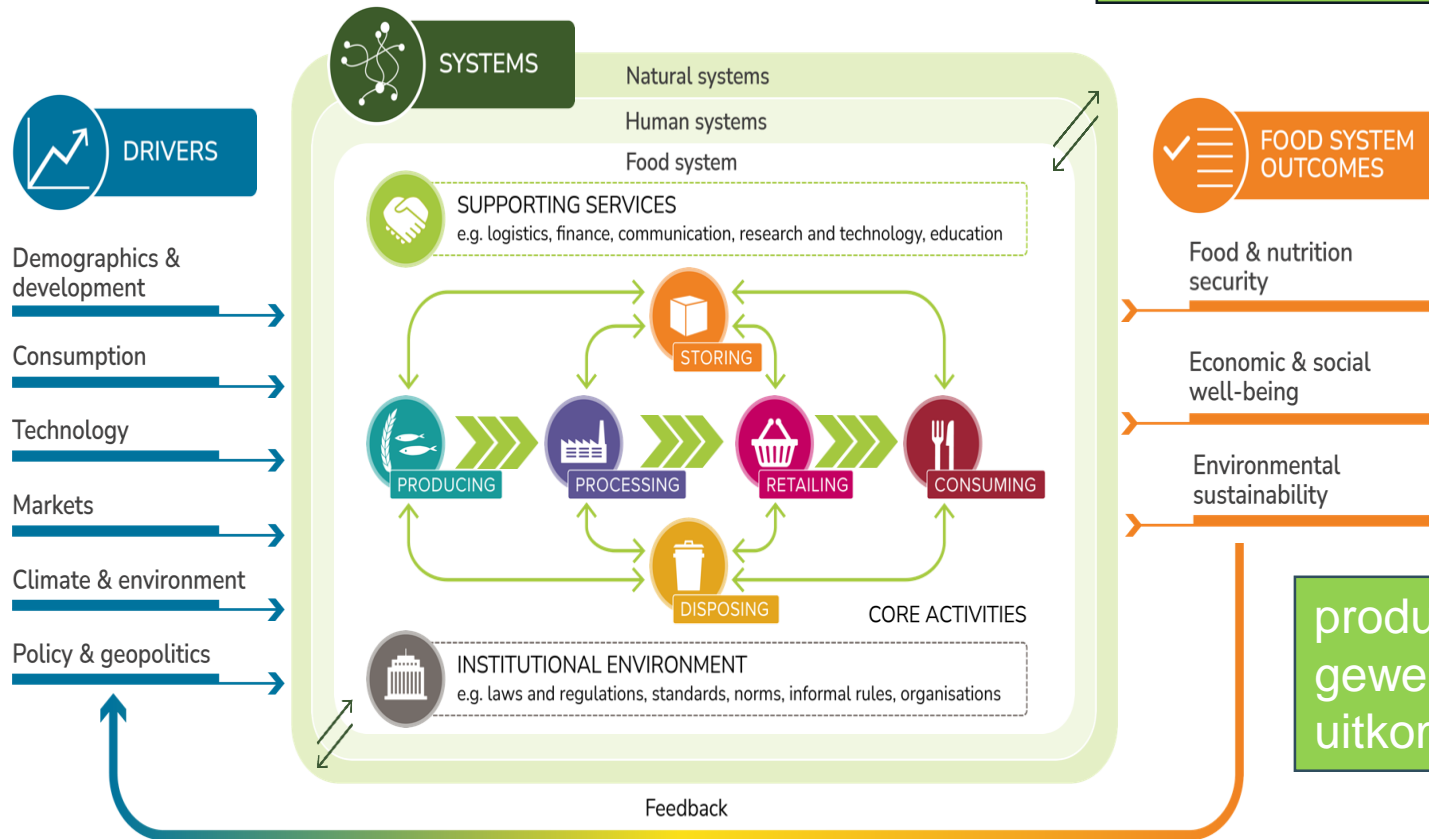 SYSTEMS
Natural systems
Human systems
Food system
DRIVERS
Demographics &
development
Consumption
Technology
Markets
Climate & environment
Policy & geopolitics
SUPPORTING SERVICES
e.g. logistics, finance, communication, research and technology, education
STORING
PRODUCING
PROCESSING
RETAILING
CONSUMING
DISPOSING
CORE ACTIVITIES
INSTITUTIONAL ENVIRONMENT
e.g. laws and regulations, standards, norms, informal rules, organisations
FOOD SYSTEM
OUTCOMES
Food & nutrition
security
Economic & social
well-being
Environmental
sustainability
Feedback